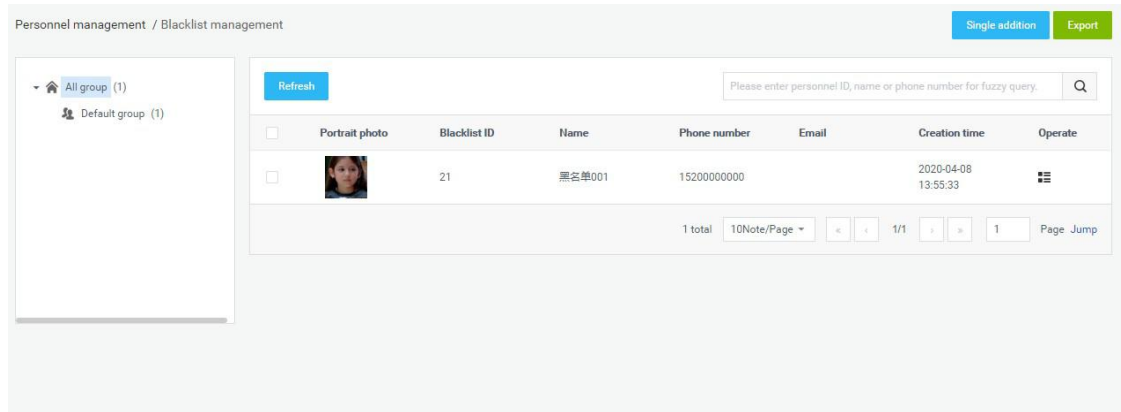 Personnel management / Blacklist management
Single addition
Export
All group (1)
Default group (1)
Refresh
Please enter personnel ID, name or phone number for fuzzy query.
Portrait photo Blacklist ID Name Phone number Email Creation time Operate
21 黑名单001 15200000000 2020-04-08
13:55:33
1 total 10Note/Page « ‹ 1/1 › » 1 Page Jump